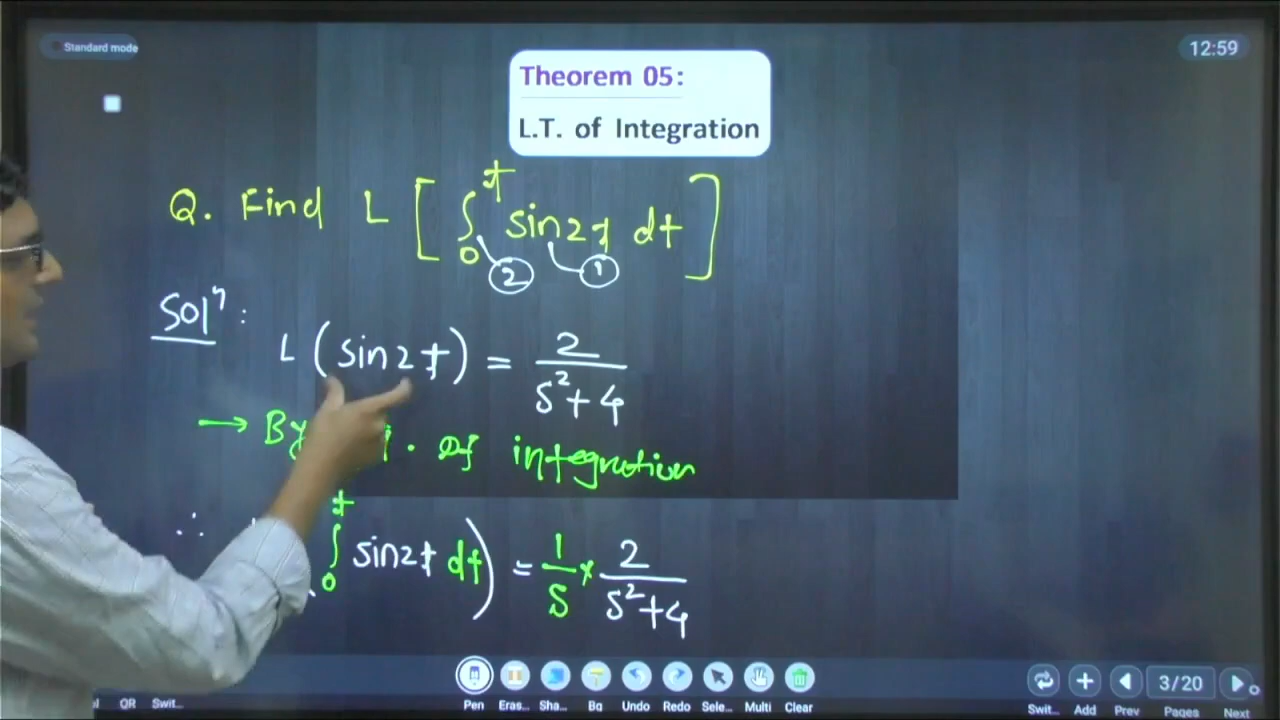 Standard mode
12:59
Theorem 05:
L.T. of Integration
Q. Find L [ ∫₀ᵗ sin2t dt ]
2 1
Solⁿ:
L (sin2t) = 2/(s²+4)
→ By . of integration
∴ ∫₀ᵗ sin2t dt) = 1/s × 2/(s²+4)
QR Swit... Pen Eras... Sha... Bg Undo Redo Sele... Multi Clear Swit... Add Prev 3/20 Pages Next